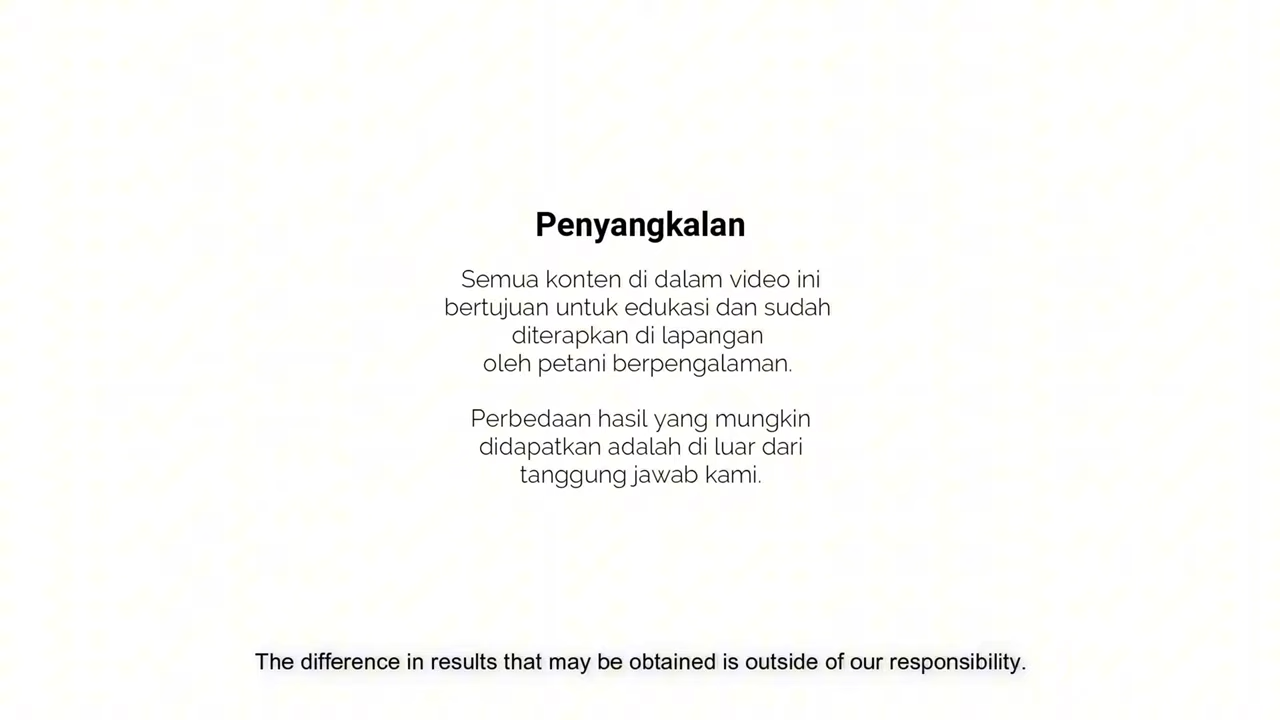 Penyangkalan
Semua konten di dalam video ini
bertujuan untuk edukasi dan sudah
diterapkan di lapangan
oleh petani berpengalaman.
Perbedaan hasil yang mungkin
didapatkan adalah di luar dari
tanggung jawab kami.
The difference in results that may be obtained is outside of our responsibility.